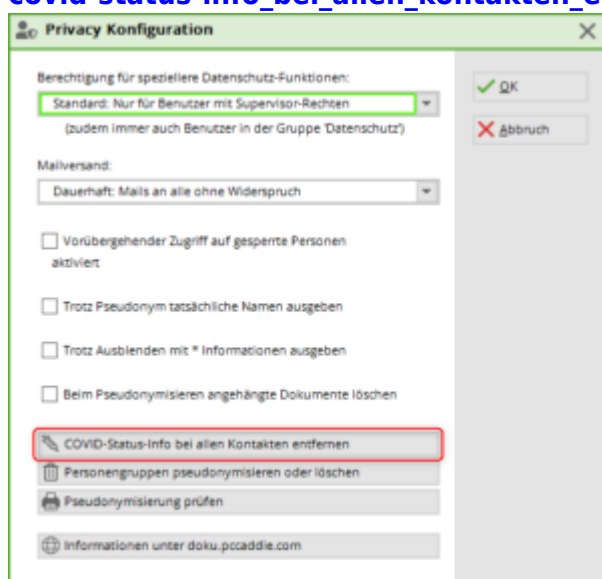 covid-status-info_bei_allen_kontakten_e
Privacy Konfiguration
Berechtigung für speziellere Datenschutz-Funktionen:
Standard: Nur für Benutzer mit Supervisor-Rechten
(zudem immer auch Benutzer in der Gruppe 'Datenschutz')
OK
Abbruch
Mailversand:
Dauerhaft: Mails an alle ohne Widerspruch
Vorübergehender Zugriff auf gesperrte Personen
aktiviert
Trotz Pseudonym tatsächliche Namen ausgeben
Trotz Ausblenden mit * Informationen ausgeben
Beim Pseudonymisieren angehängte Dokumente löschen
COVID-Status-Info bei allen Kontakten entfernen
Personengruppen pseudonymisieren oder löschen
Pseudonymisierung prüfen
Informationen unter doku.pccaddie.com